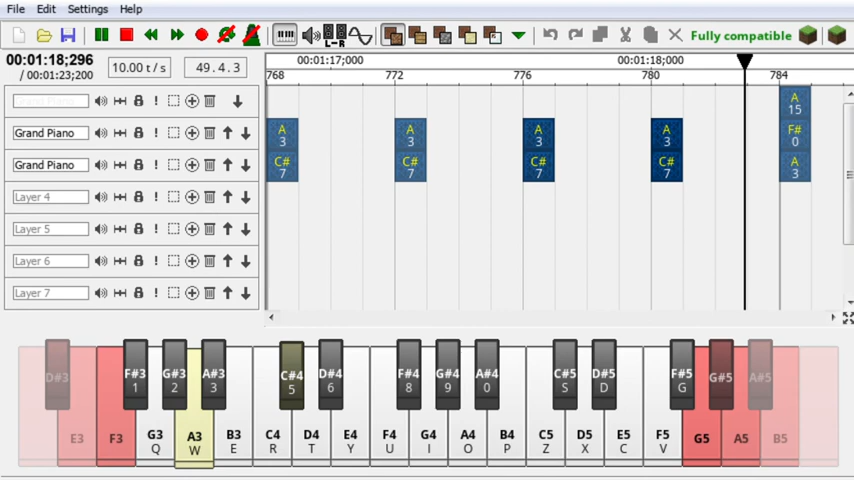 File Edit Settings
L-R Fully compatible
00:01:18;296
/ 00:01:23;200
10.00 t / s
49 . 4 . 3
00:01:17;000 00:01:18;000
768 772 776 780 784
Grand Piano
A
15
Grand Piano
A A A A F#
3 3 3 3 0
Grand Piano
C# C# C# C# A
7 7 7 7 3
Layer 4
Layer 5
Layer 6
Layer 7
D#3 F#3 G#3 A#3 C#4 D#4 F#4 G#4 A#4 C#5 D#5 F#5 G#5 A#5
1 2 3 5 6 8 9 0 S D G
E3 F3 G3 A3 B3 C4 D4 E4 F4 G4 A4 B4 C5 D5 E5 F5 G5 A5 B5
Q W E R T Y U I O P Z X C V